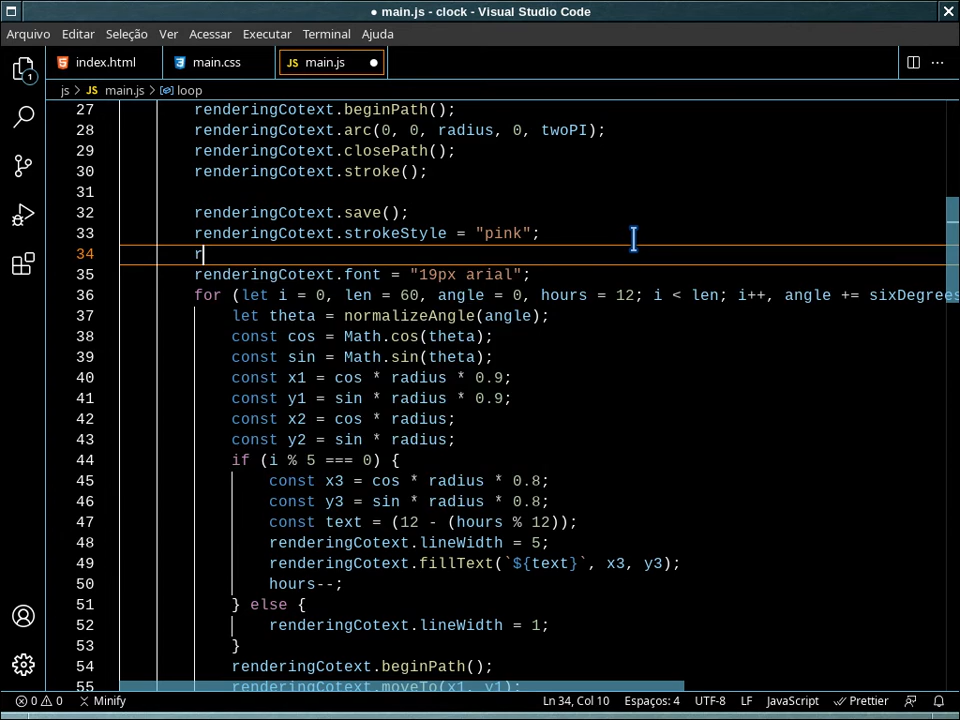 ● main.js - clock - Visual Studio Code
Arquivo Editar Seleção Ver Acessar Executar Terminal Ajuda
index.html main.css JS main.js ●
js > JS main.js > loop
1
27 renderingCotext.beginPath();
28 renderingCotext.arc(0, 0, radius, 0, twoPI);
29 renderingCotext.closePath();
30 renderingCotext.stroke();
31
32 renderingCotext.save();
33 renderingCotext.strokeStyle = "pink";
34 r
35 renderingCotext.font = "19px arial";
36 for (let i = 0, len = 60, angle = 0, hours = 12; i < len; i++, angle += sixDegrees
37 let theta = normalizeAngle(angle);
38 const cos = Math.cos(theta);
39 const sin = Math.sin(theta);
40 const x1 = cos * radius * 0.9;
41 const y1 = sin * radius * 0.9;
42 const x2 = cos * radius;
43 const y2 = sin * radius;
44 if (i % 5 === 0) {
45 const x3 = cos * radius * 0.8;
46 const y3 = sin * radius * 0.8;
47 const text = (12 - (hours % 12));
48 renderingCotext.lineWidth = 5;
49 renderingCotext.fillText(`${text}`, x3, y3);
50 hours--;
51 } else {
52 renderingCotext.lineWidth = 1;
53 }
54 renderingCotext.beginPath();
55 renderingCotext.moveTo(x1, y1);
0 0 Minify Ln 34, Col 10 Espaços: 4 UTF-8 LF JavaScript Prettier